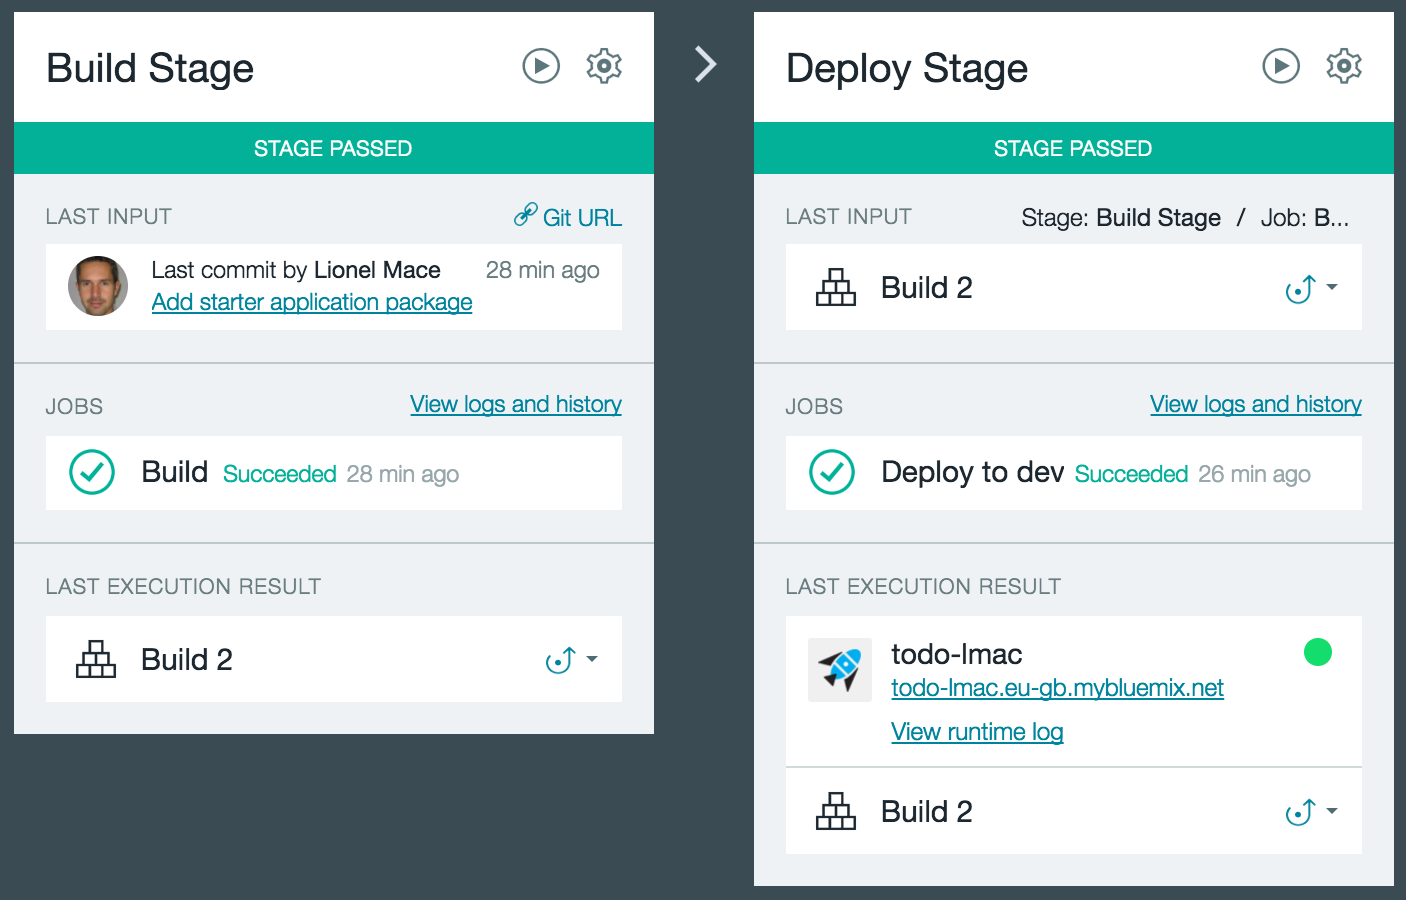 Build Stage
STAGE PASSED
LAST INPUT
Git URL
Last commit by Lionel Mace 28 min ago
Add starter application package
JOBS
View logs and history
Build Succeeded 28 min ago
LAST EXECUTION RESULT
Build 2
Deploy Stage
STAGE PASSED
LAST INPUT
Stage: Build Stage / Job: B...
Build 2
JOBS
View logs and history
Deploy to dev Succeeded 26 min ago
LAST EXECUTION RESULT
todo-lmac
todo-lmac.eu-gb.mybluemix.net
View runtime log
Build 2